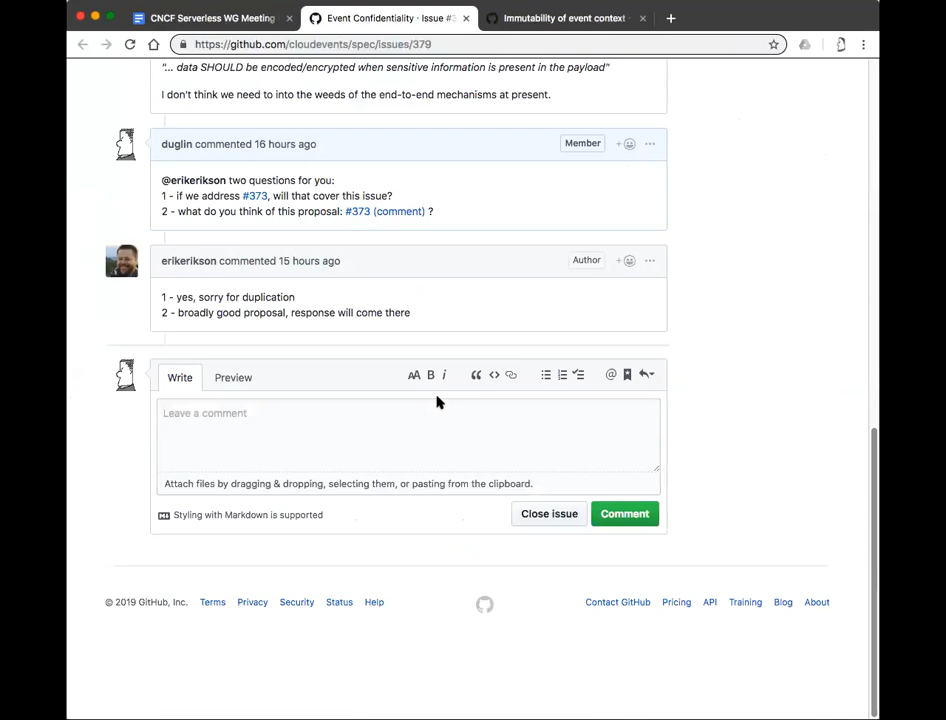 CNCF Serverless WG Meeting
Event Confidentiality · Issue #3
Immutability of event context ·
https://github.com/cloudevents/spec/issues/379
"... data SHOULD be encoded/encrypted when sensitive information is present in the payload"
I don't think we need to into the weeds of the end-to-end mechanisms at present.
duglin commented 16 hours ago
Member
@erikerikson two questions for you:
1 - if we address #373, will that cover this issue?
2 - what do you think of this proposal: #373 (comment) ?
erikerikson commented 15 hours ago
Author
1 - yes, sorry for duplication
2 - broadly good proposal, response will come there
Write Preview
Leave a comment
Attach files by dragging & dropping, selecting them, or pasting from the clipboard.
Styling with Markdown is supported
Close issue
Comment
© 2019 GitHub, Inc. Terms Privacy Security Status Help
Contact GitHub Pricing API Training Blog About